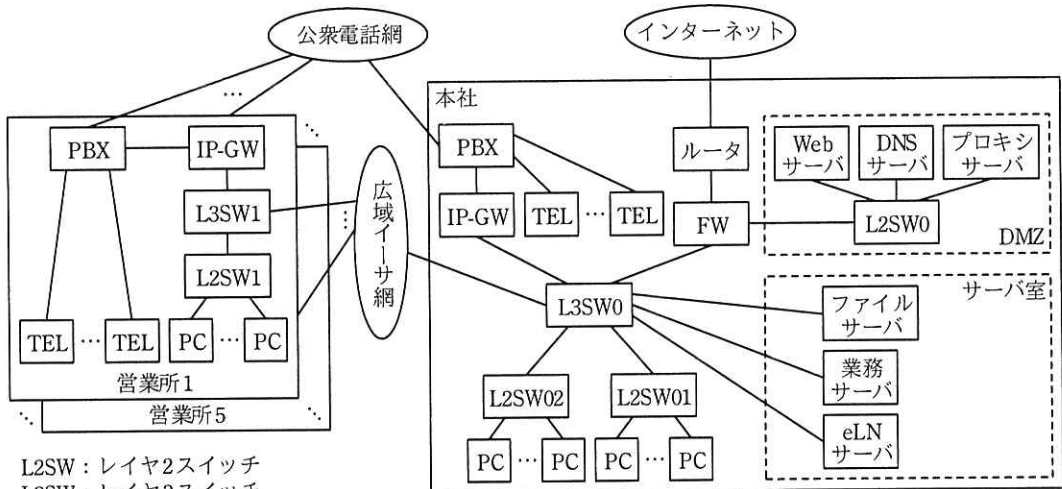 公衆電話網
インターネット
…
本社
PBX
IP-GW
L3SW1
L2SW1
TEL … TEL
PC … PC
営業所1
営業所5
広域イーサ網
PBX
IP-GW
TEL … TEL
ルータ
FW
Web
サーバ
DNS
サーバ
プロキシ
サーバ
L2SW0
DMZ
L3SW0
サーバ室
ファイル
サーバ
業務
サーバ
eLN
サーバ
L2SW02
L2SW01
PC … PC
PC … PC
L2SW:レイヤ2スイッチ